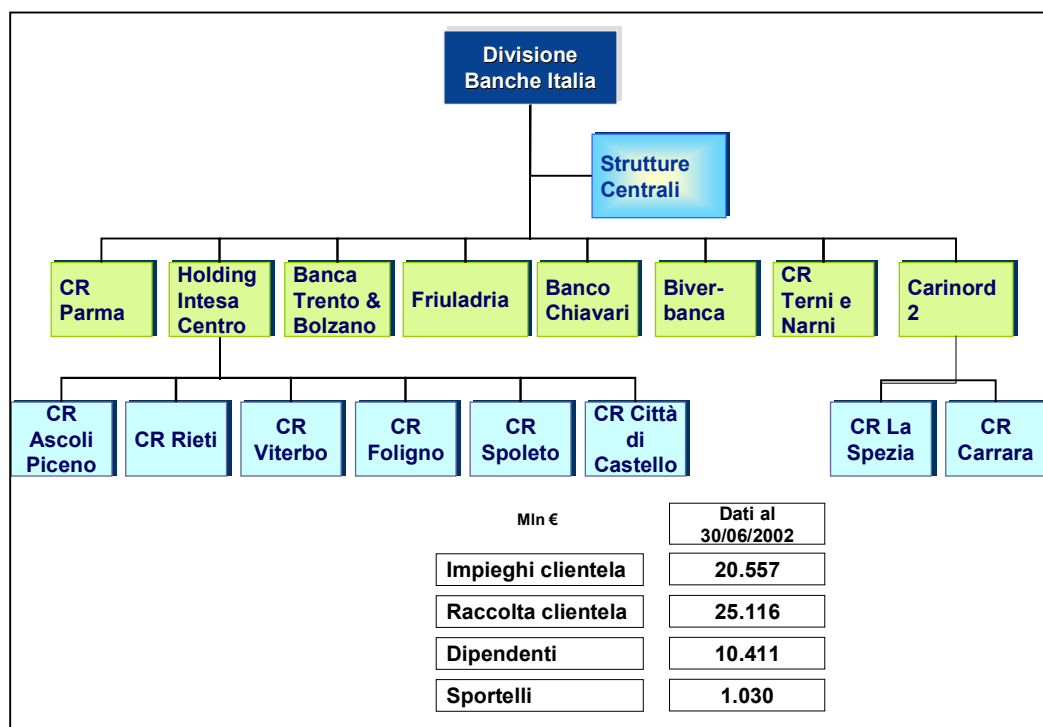 Divisione
Banche Italia
Strutture
Centrali
CR
Parma
Holding
Intesa
Centro
Banca
Trento &
Bolzano
Friuladria
Banco
Chiavari
Biver-
banca
CR
Terni e
Narni
Carinord
2
CR
Ascoli
Piceno
CR Rieti
CR
Viterbo
CR
Foligno
CR
Spoleto
CR Città
di
Castello
CR La
Spezia
CR
Carrara
Mln €
Dati al
30/06/2002
Impieghi clientela
20.557
Raccolta clientela
25.116
Dipendenti
10.411
Sportelli
1.030